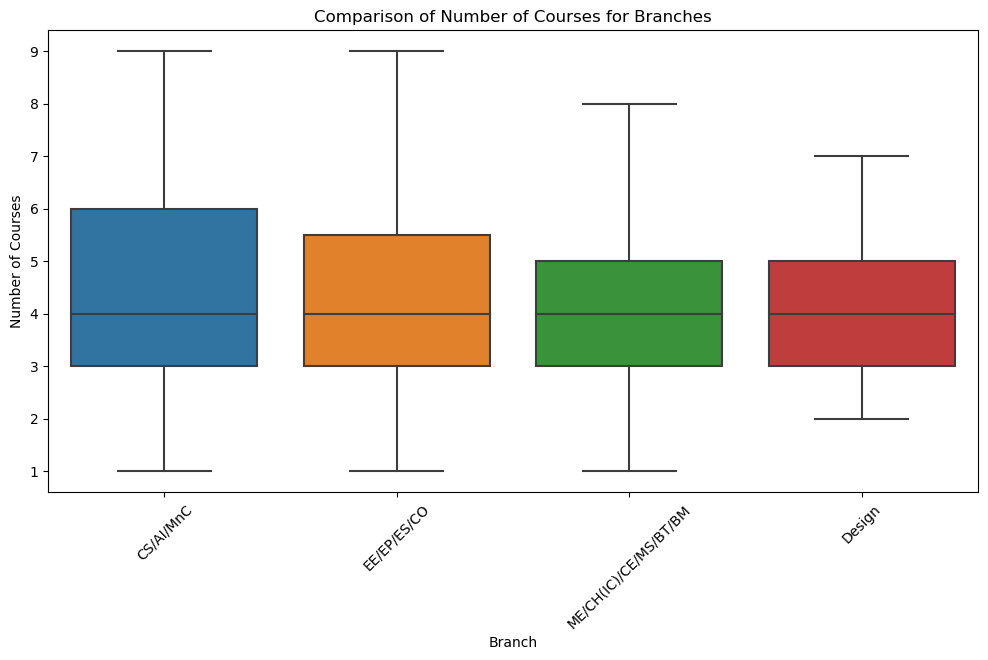 Comparison of Number of Courses for Branches
Number of Courses
9
8
7
6
5
4
3
2
1
CS/AI/MnC
EE/EP/ES/CO
ME/CH(IC)/CE/MS/BT/BM
Design
Branch